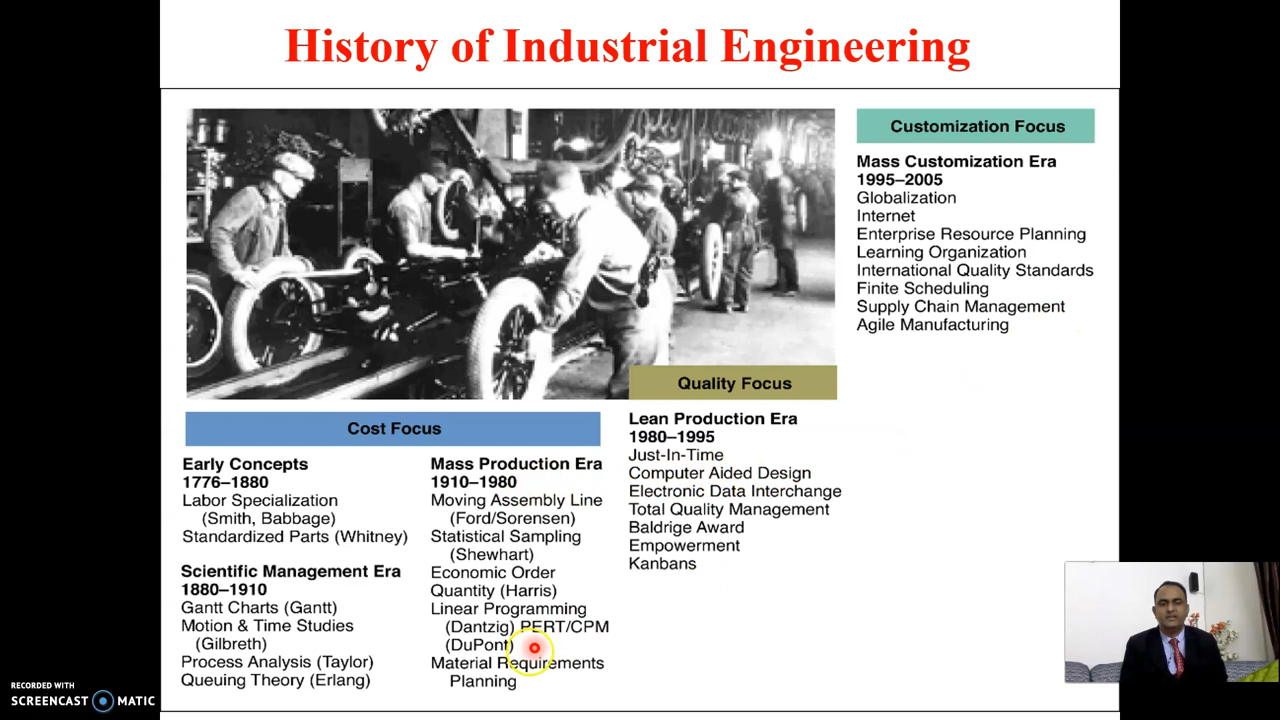 History of Industrial Engineering
Customization Focus
Mass Customization Era
1995–2005
Globalization
Internet
Enterprise Resource Planning
Learning Organization
International Quality Standards
Finite Scheduling
Supply Chain Management
Agile Manufacturing
Quality Focus
Lean Production Era
1980–1995
Just-In-Time
Computer Aided Design
Electronic Data Interchange
Total Quality Management
Baldrige Award
Empowerment
Kanbans
Cost Focus
Early Concepts
1776–1880
Labor Specialization
(Smith, Babbage)
Standardized Parts (Whitney)
Scientific Management Era
1880–1910
Gantt Charts (Gantt)
Motion & Time Studies
(Gilbreth)
Process Analysis (Taylor)
Queuing Theory (Erlang)
Mass Production Era
1910–1980
Moving Assembly Line
(Ford/Sorensen)
Statistical Sampling
(Shewhart)
Economic Order
Quantity (Harris)
Linear Programming
(Dantzig) PERT/CPM
(DuPont)
Material Requirements
Planning
RECORDED WITH
SCREENCAST MATIC